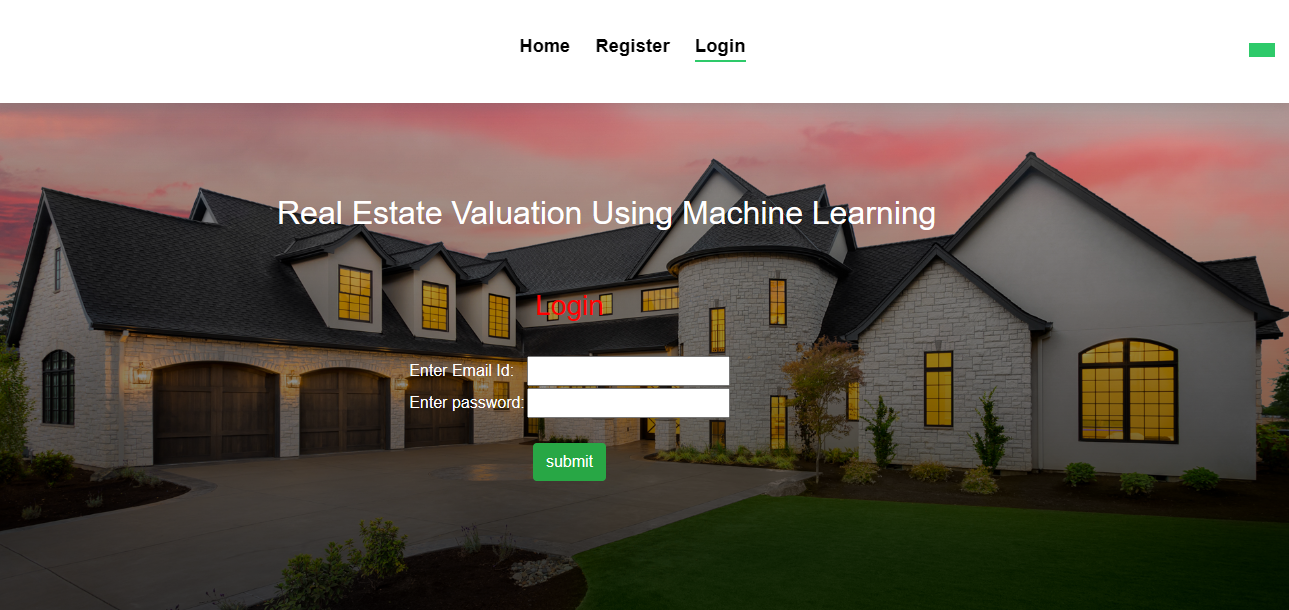 Home Register Login
Real Estate Valuation Using Machine Learning
Login
Enter Email Id:
Enter password:
submit